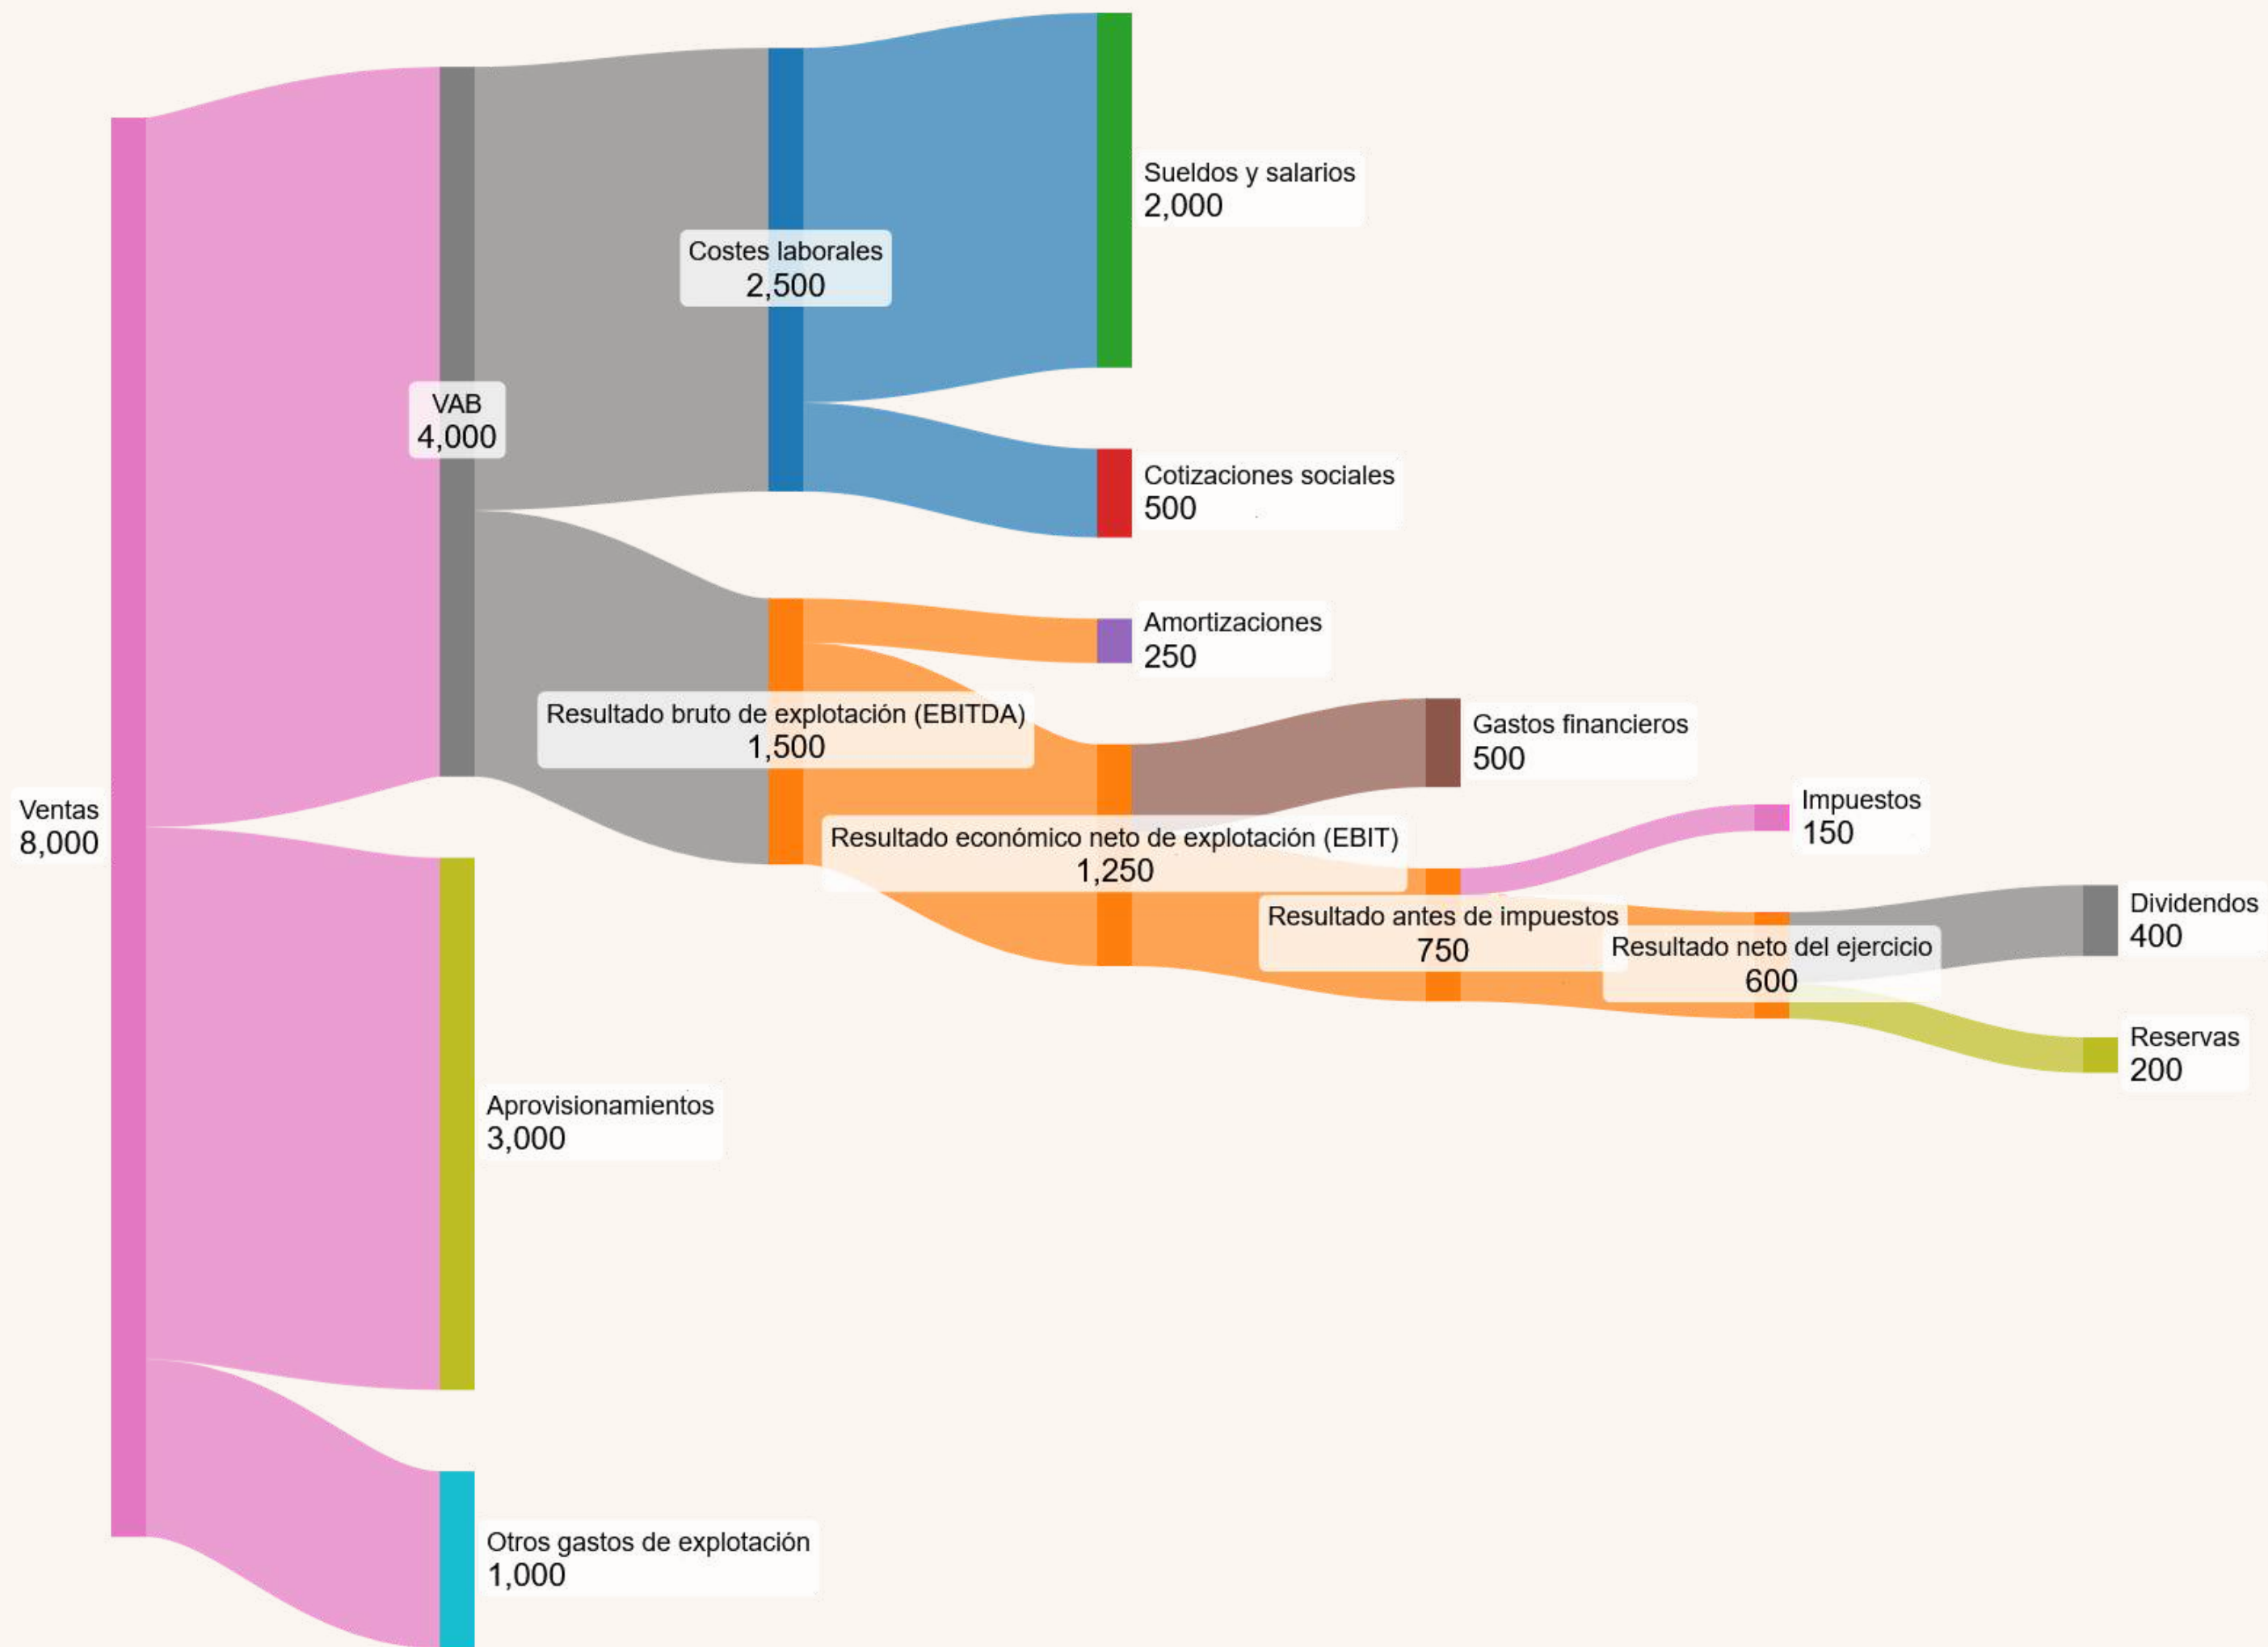 Ventas
8,000
VAB
4,000
Aprovisionamientos
3,000
Otros gastos de explotación
1,000
Costes laborales
2,500
Resultado bruto de explotación (EBITDA)
1,500
Sueldos y salarios
2,000
Cotizaciones sociales
500
Amortizaciones
250
Resultado económico neto de explotación (EBIT)
1,250
Gastos financieros
500
Resultado antes de impuestos
750
Impuestos
150
Resultado neto del ejercicio
600
Dividendos
400
Reservas
200